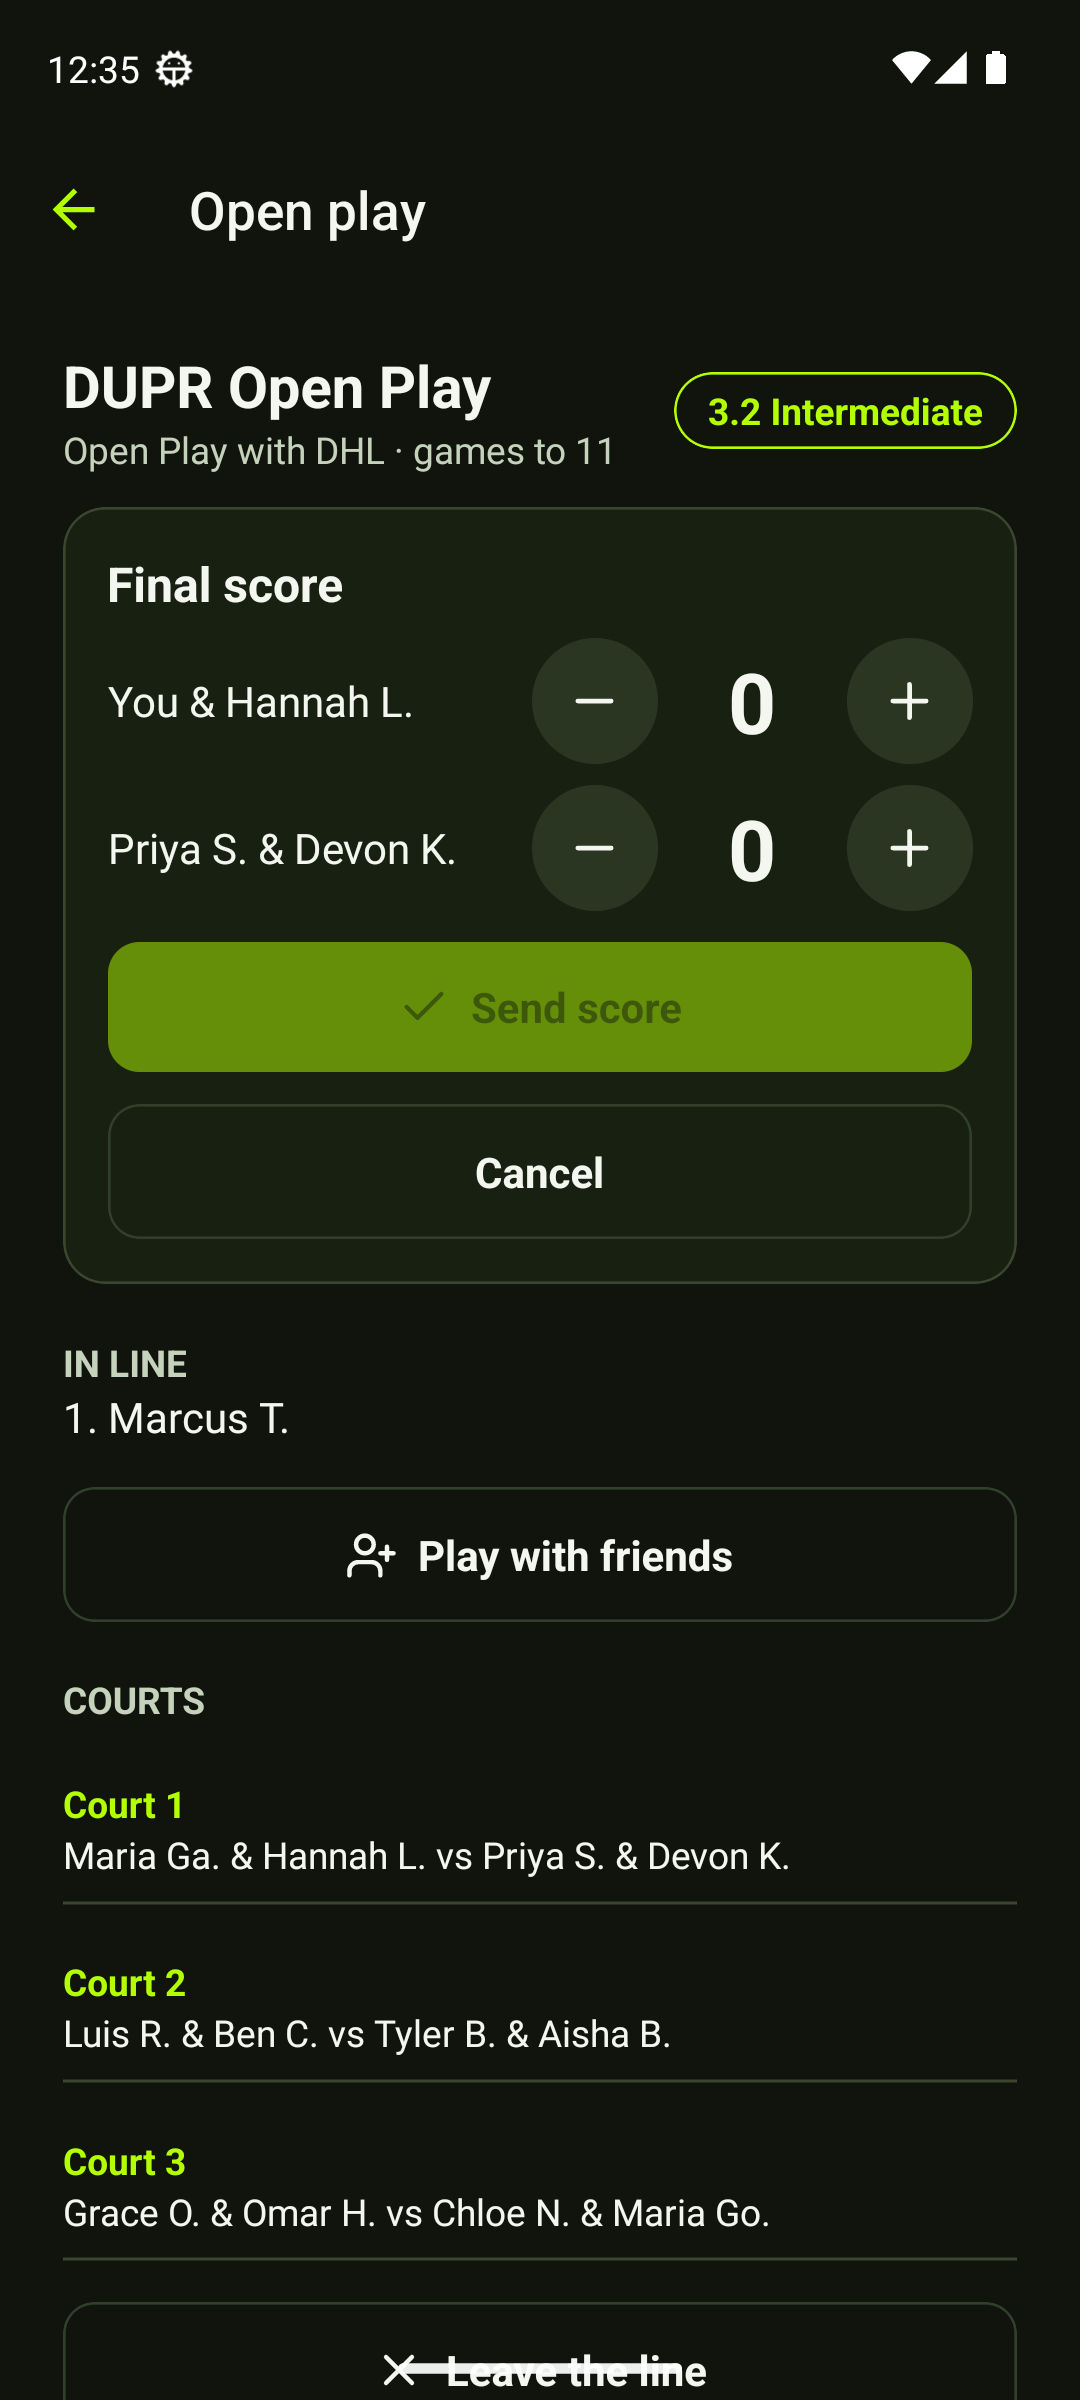 12:35
Open play
DUPR Open Play
Open Play with DHL · games to 11
3.2 Intermediate
Final score
You & Hannah L.
0
Priya S. & Devon K.
0
Send score
Cancel
IN LINE
1. Marcus T.
Play with friends
COURTS
Court 1
Maria Ga. & Hannah L. vs Priya S. & Devon K.
Court 2
Luis R. & Ben C. vs Tyler B. & Aisha B.
Court 3
Grace O. & Omar H. vs Chloe N. & Maria Go.
Leave the line